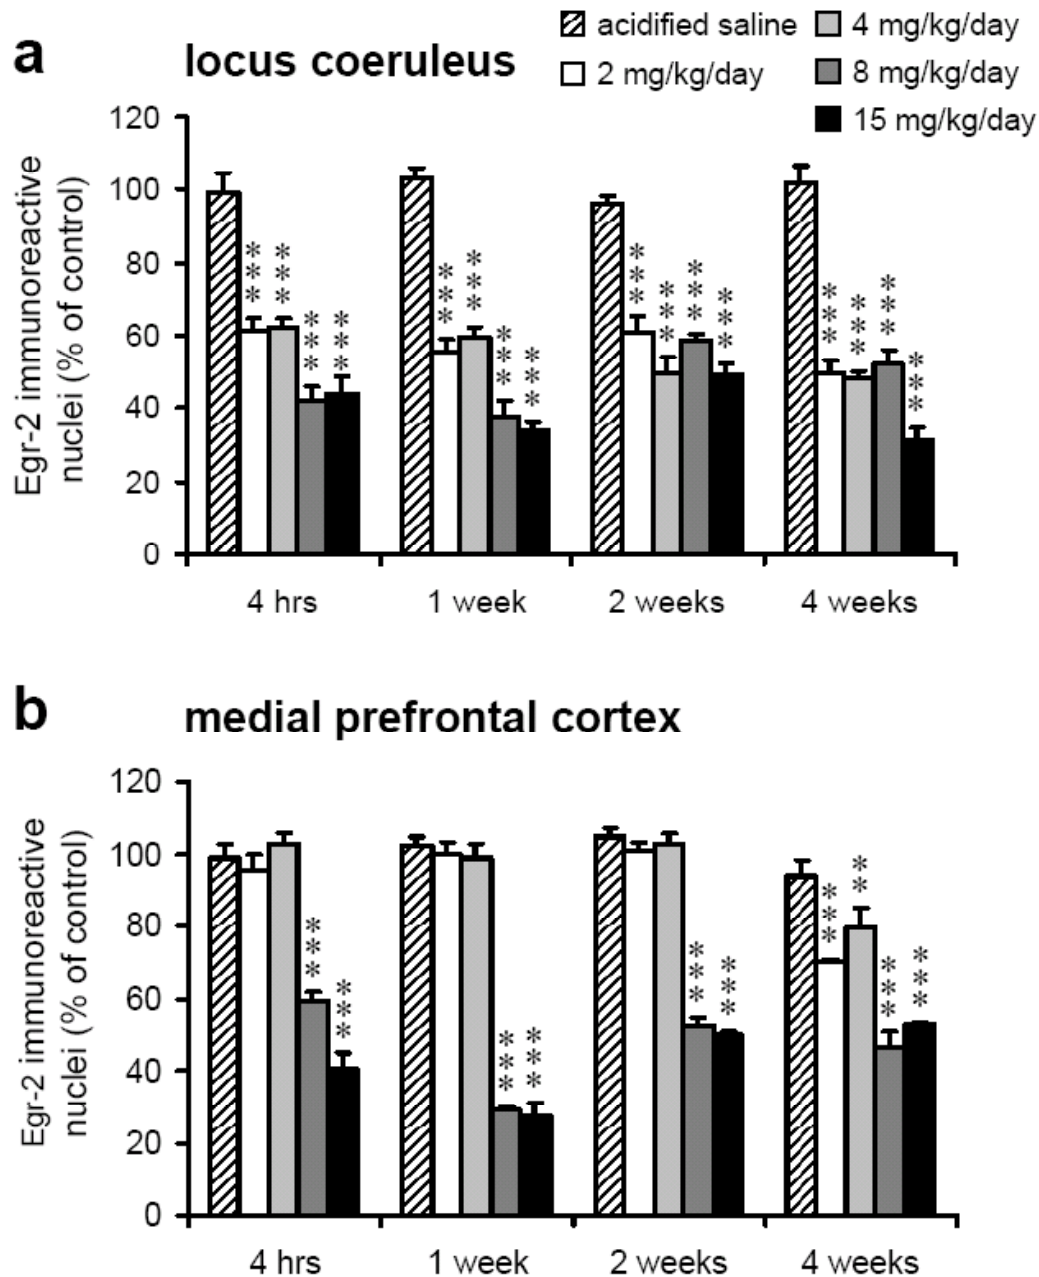 a locus coeruleus
acidified saline
2 mg/kg/day
4 mg/kg/day
8 mg/kg/day
15 mg/kg/day
Egr-2 immunoreactive
nuclei (% of control)
120
100
80
60
40
20
0
*** *** *** ***
*** *** *** ***
*** *** *** ***
*** *** *** ***
4 hrs 1 week 2 weeks 4 weeks
b medial prefrontal cortex
Egr-2 immunoreactive
nuclei (% of control)
120
100
80
60
40
20
0
*** ***
*** ***
*** ***
*** ** *** ***
4 hrs 1 week 2 weeks 4 weeks